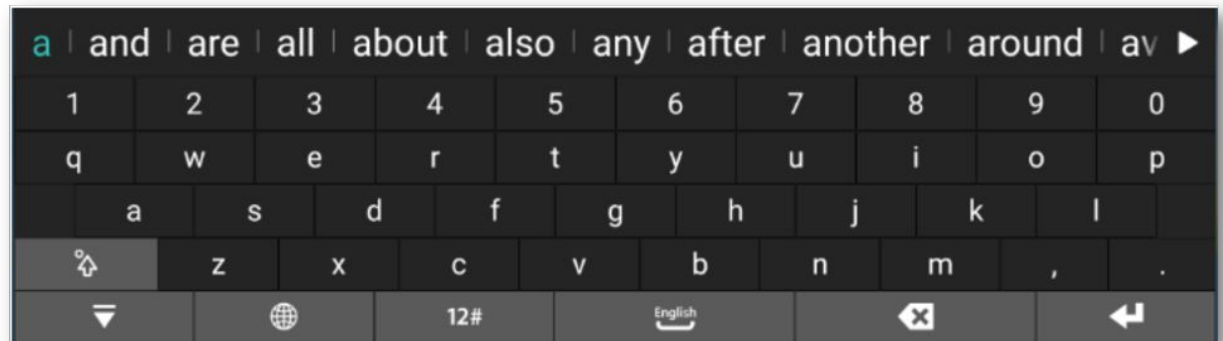 a and are all about also any after another around av
1 2 3 4 5 6 7 8 9 0
q w e r t y u i o p
a s d f g h j k l
z x c v b n m , .
12# English